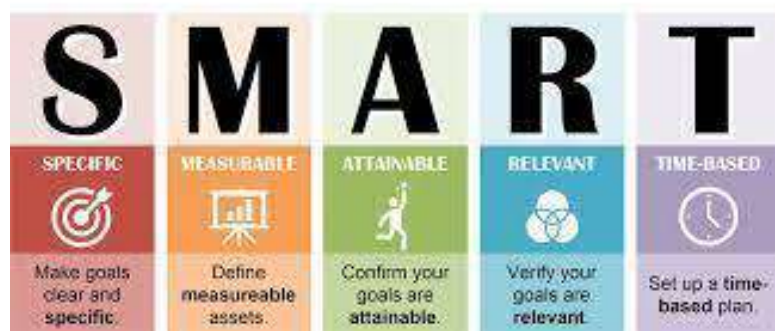 S M A R T
SPECIFIC
MEASURABLE
ATTAINABLE
RELEVANT
TIME-BASED
Make goals
clear and
specific.
Define
measureable
assets.
Confirm your
goals are
attainable.
Verify your
goals are
relevant.
Set up a time-
based plan.